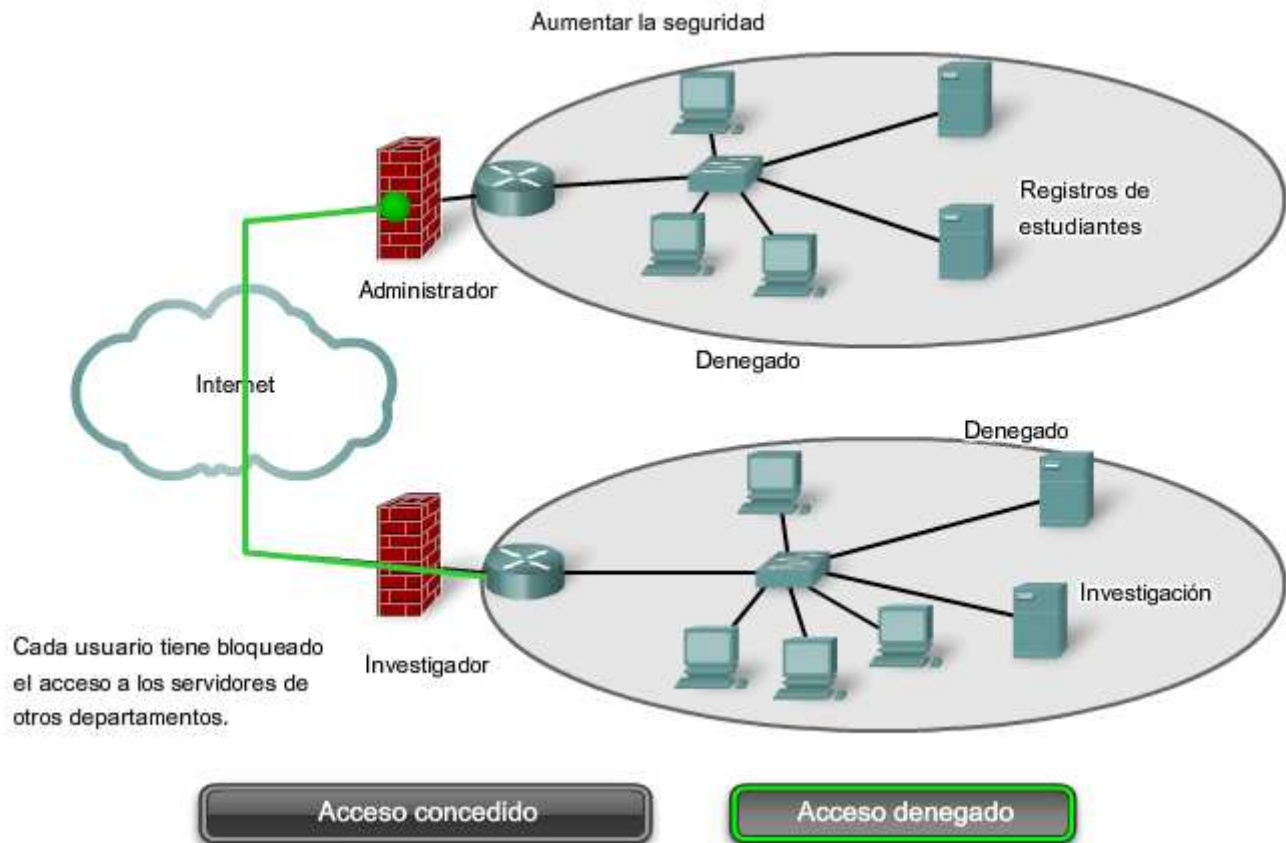 Aumentar la seguridad
Registros de
estudiantes
Administrador
Denegado
Internet
Denegado
Investigación
Investigador
Cada usuario tiene bloqueado
el acceso a los servidores de
otros departamentos.
Acceso concedido
Acceso denegado